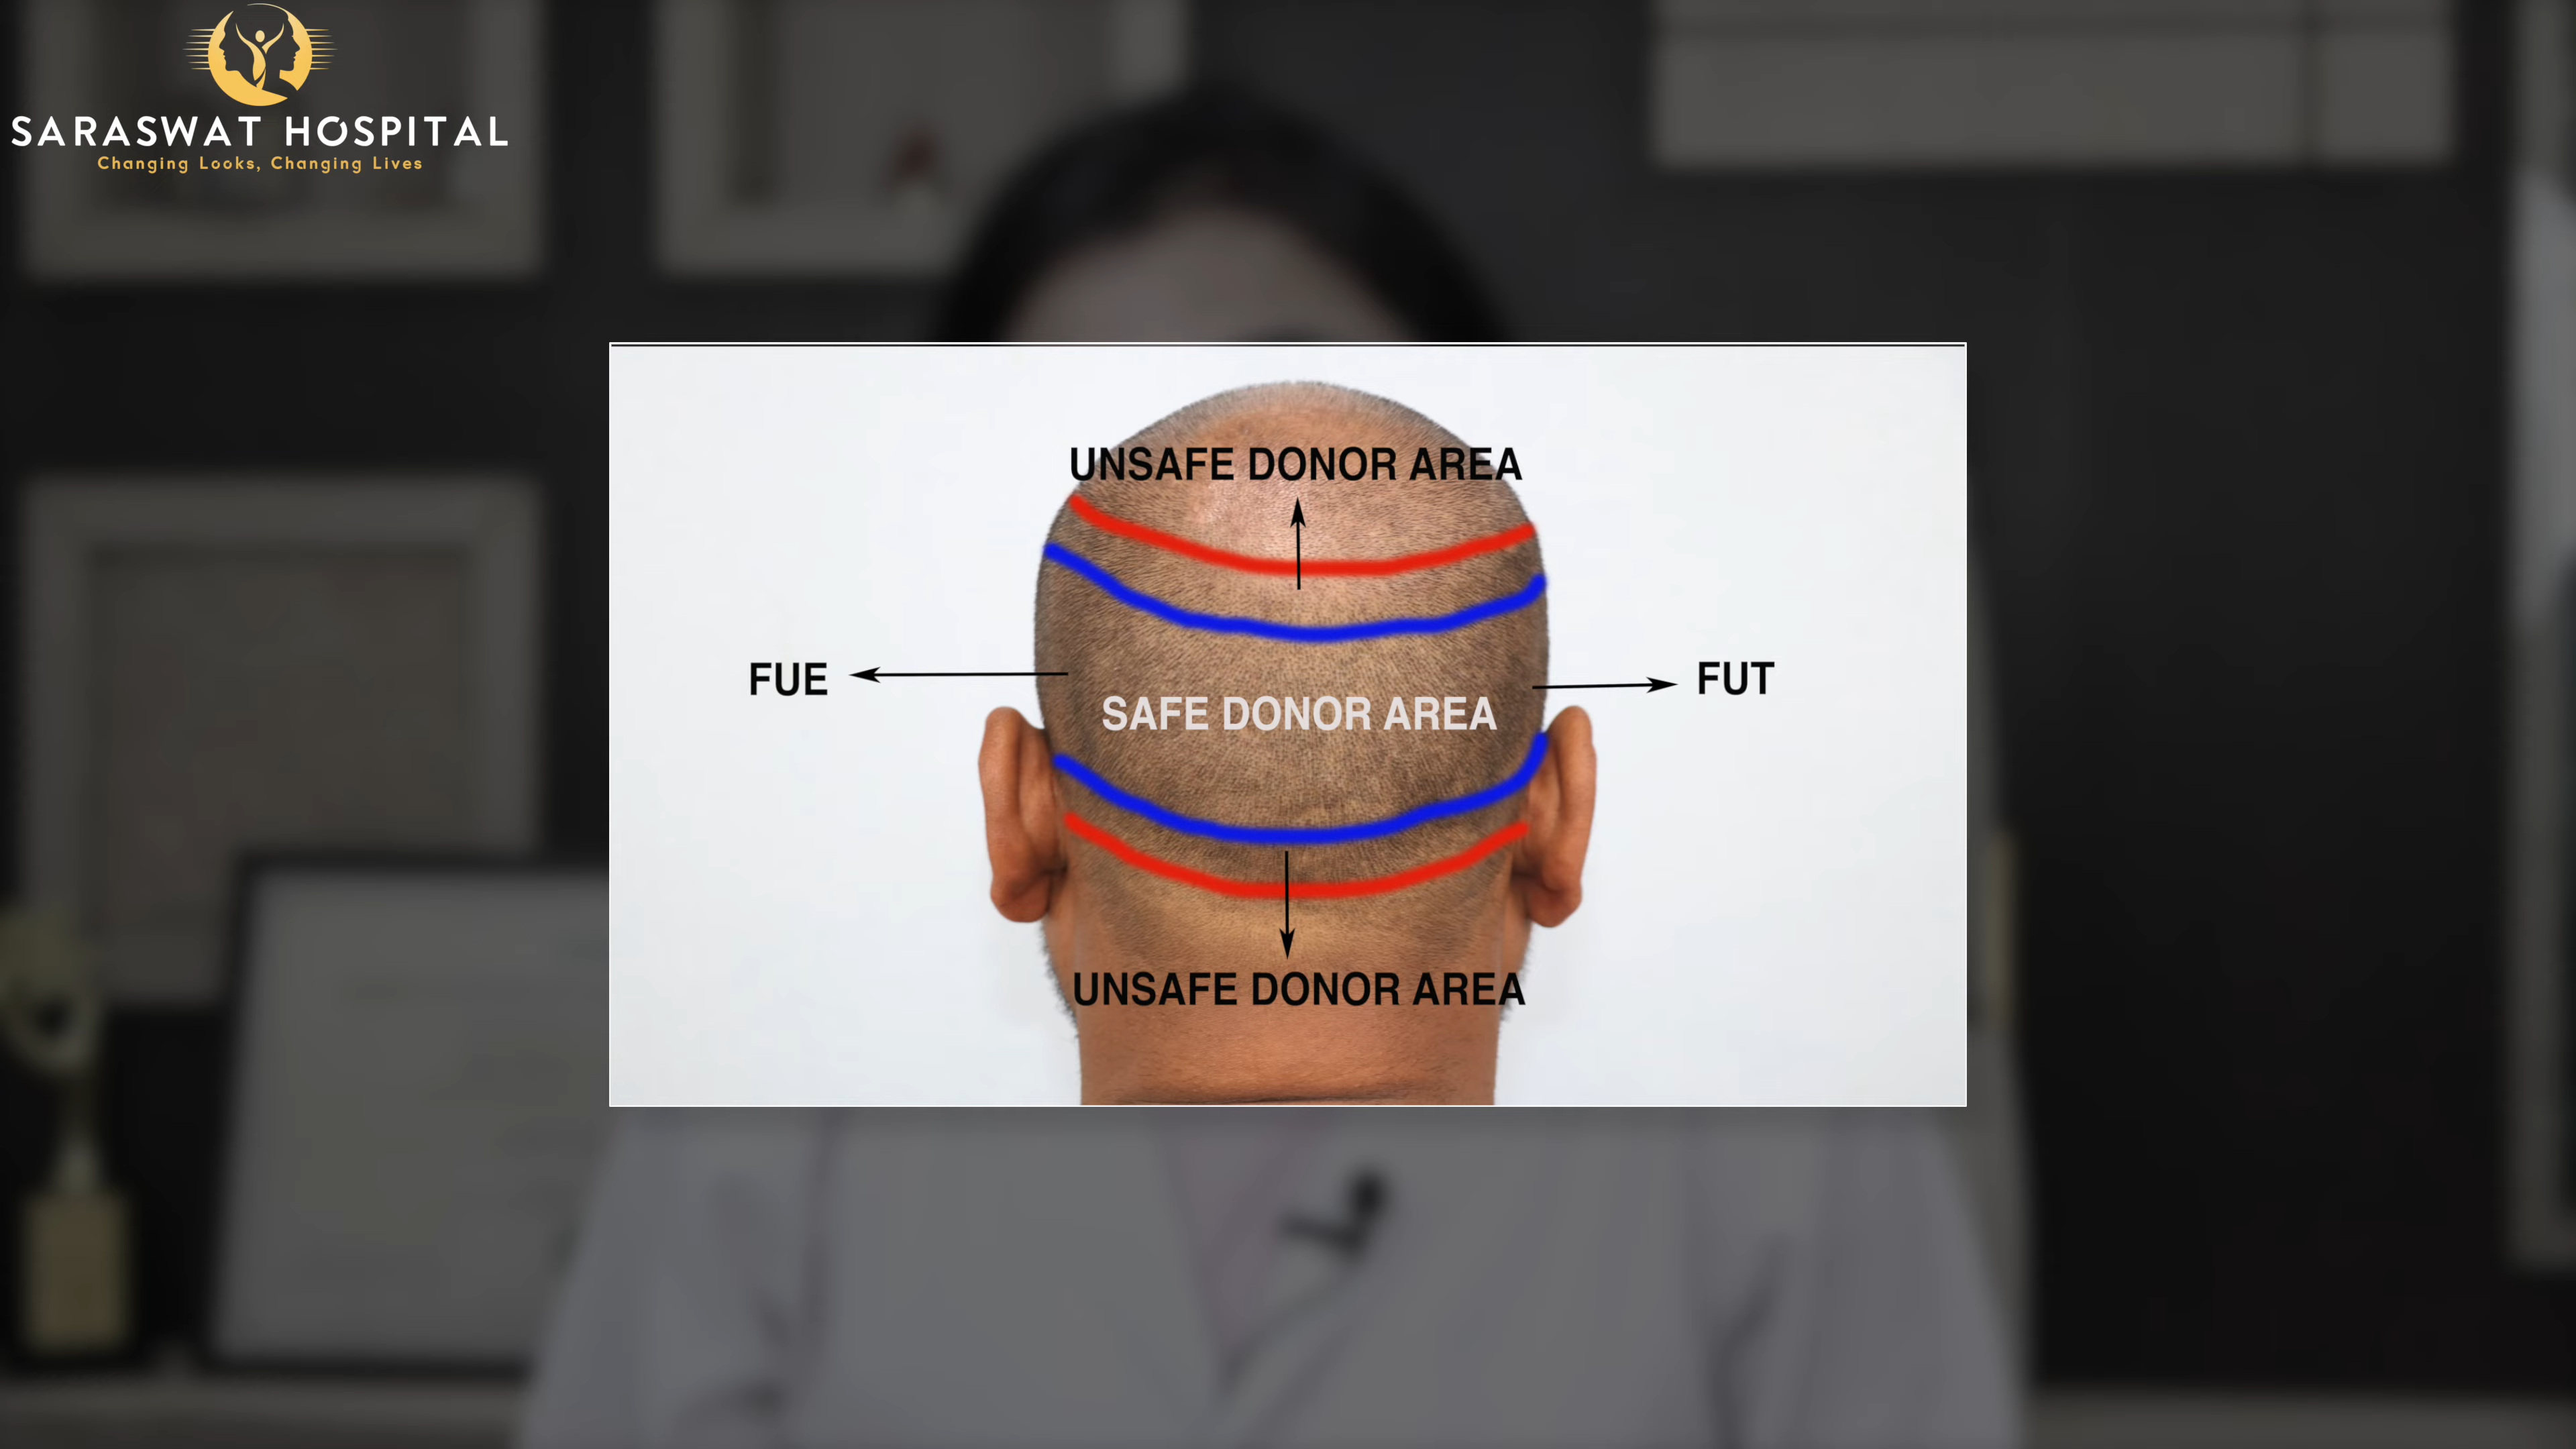 SARASWAT HOSPITAL
Changing Looks, Changing Lives
UNSAFE DONOR AREA
FUE
FUT
SAFE DONOR AREA
UNSAFE DONOR AREA